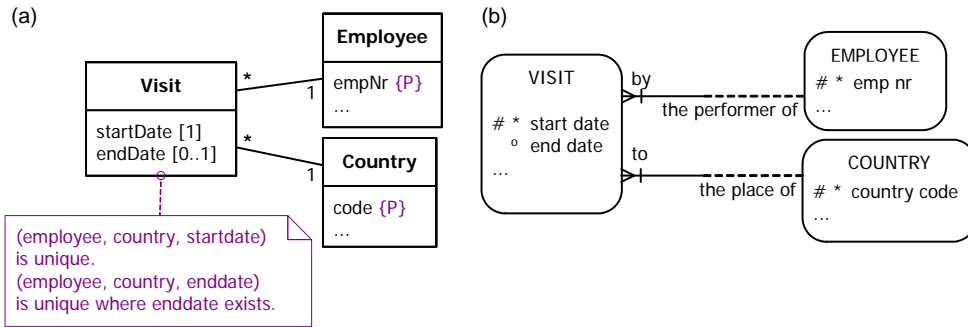 (a)
Employee
empNr {P}
...
Visit
startDate [1]
endDate [0..1]
*
1
*
1
Country
code {P}
...
(employee, country, startdate)
is unique.
(employee, country, enddate)
is unique where enddate exists.
(b)
VISIT
# * start date
o end date
...
by
the performer of
to
the place of
EMPLOYEE
# * emp nr
...
COUNTRY
# * country code
...